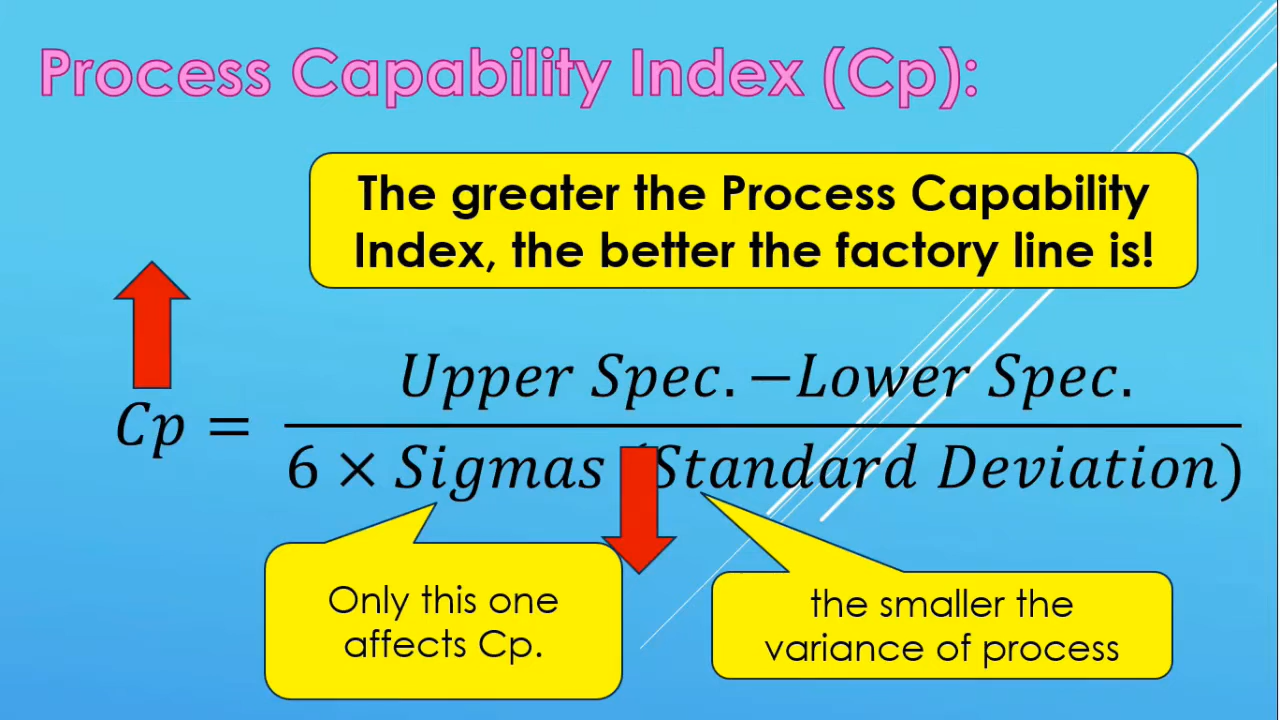 Process Capability Index (Cp):
The greater the Process Capability
Index, the better the factory line is!
Upper Spec. −Lower Spec.
Cp =
6 × Sigmas (Standard Deviation)
Only this one
affects Cp.
the smaller the
variance of process